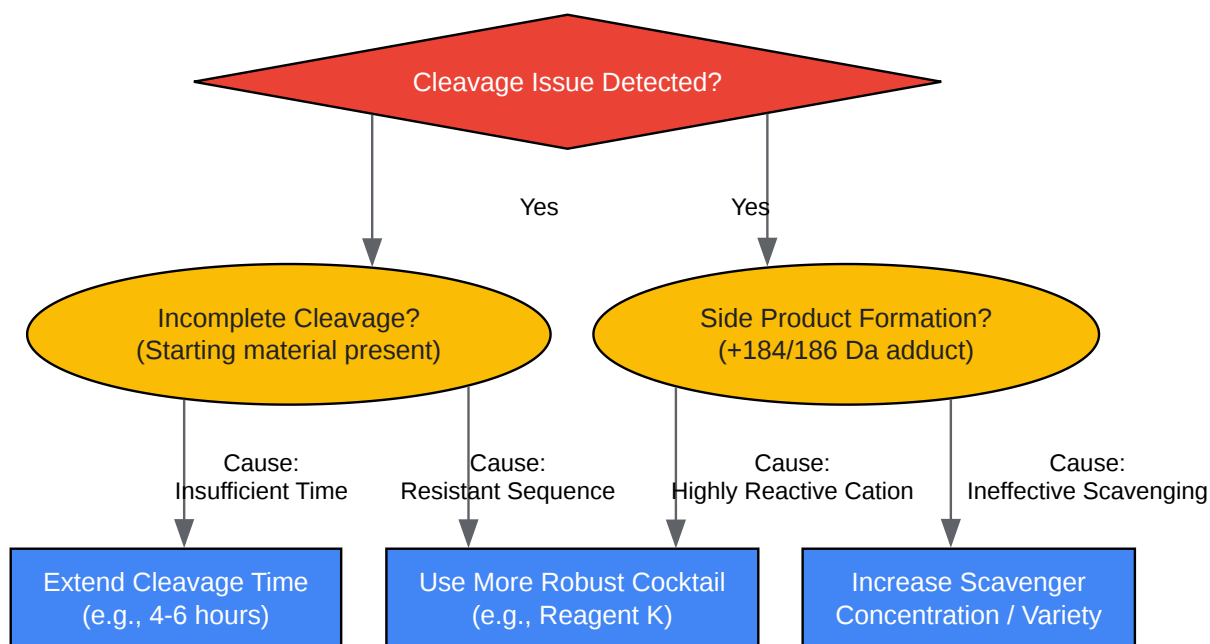 Cleavage Issue Detected?
Yes
Yes
Incomplete Cleavage?
(Starting material present)
Side Product Formation?
(+184/186 Da adduct)
Cause:
Insufficient Time
Cause:
Resistant Sequence
Cause:
Highly Reactive Cation
Cause:
Ineffective Scavenging
Extend Cleavage Time
(e.g., 4-6 hours)
Use More Robust Cocktail
(e.g., Reagent K)
Increase Scavenger
Concentration / Variety